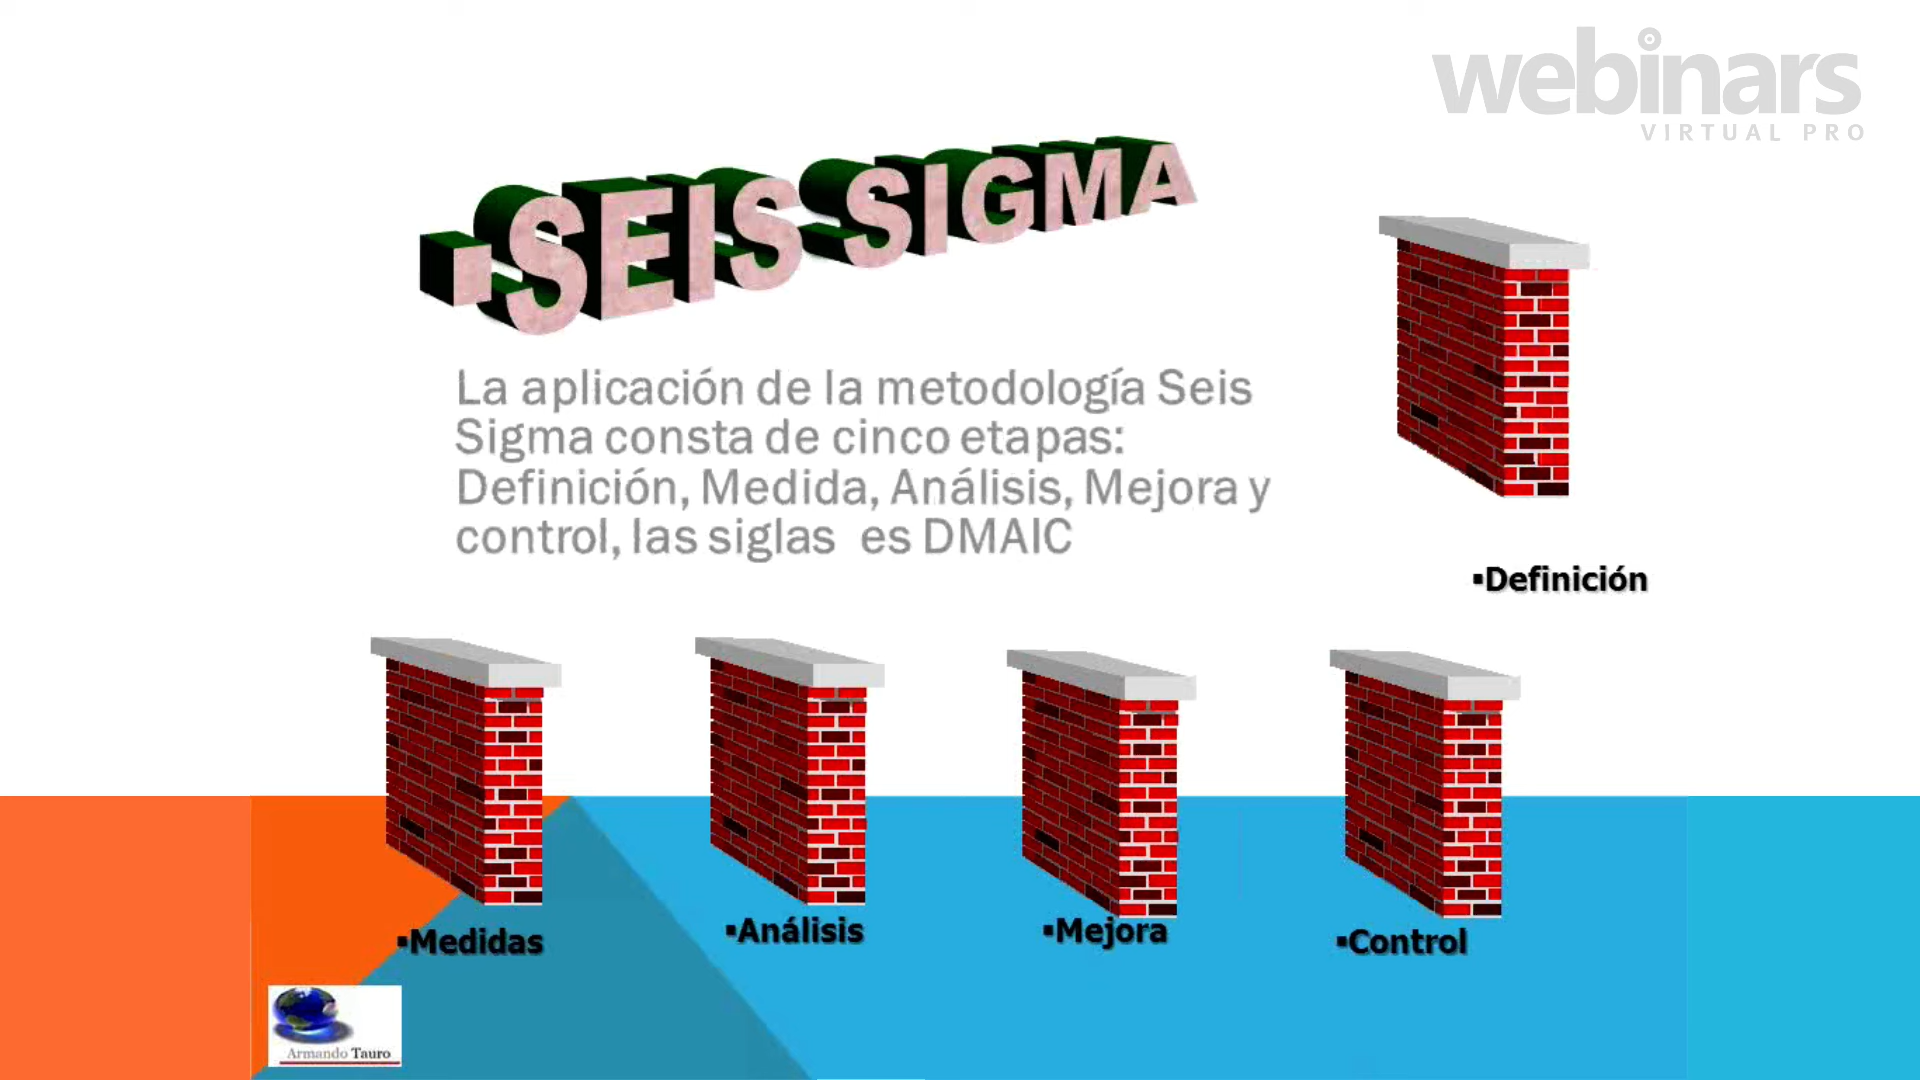 webinars
VIRTUAL PRO
▪SEIS SIGMA
La aplicación de la metodología Seis
Sigma consta de cinco etapas:
Definición, Medida, Análisis, Mejora y
control, las siglas es DMAIC
▪Definición
▪Medidas
▪Análisis
▪Mejora
▪Control
Armando Tauro